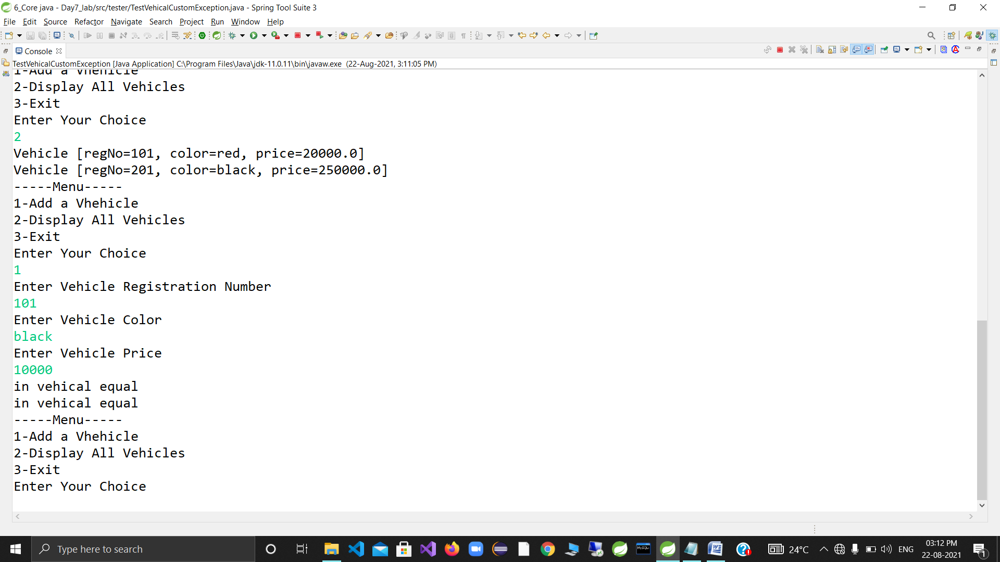 6_Core java - Day7_lab/src/tester/TestVehicalCustomException.java - Spring Tool Suite 3
File Edit Source Refactor Navigate Search Project Run Window Help
Console
TestVehicalCustomException [Java Application] C:\Program Files\Java\jdk-11.0.11\bin\javaw.exe (22-Aug-2021, 3:11:05 PM)
1-Add a Vhehicle
2-Display All Vehicles
3-Exit
Enter Your Choice
2
Vehicle [regNo=101, color=red, price=20000.0]
Vehicle [regNo=201, color=black, price=250000.0]
-----Menu-----
1-Add a Vhehicle
2-Display All Vehicles
3-Exit
Enter Your Choice
1
Enter Vehicle Registration Number
101
Enter Vehicle Color
black
Enter Vehicle Price
10000
in vehical equal
in vehical equal
-----Menu-----
1-Add a Vhehicle
2-Display All Vehicles
3-Exit
Enter Your Choice
Type here to search
MySQL
24°C
ENG
03:12 PM
22-08-2021
1